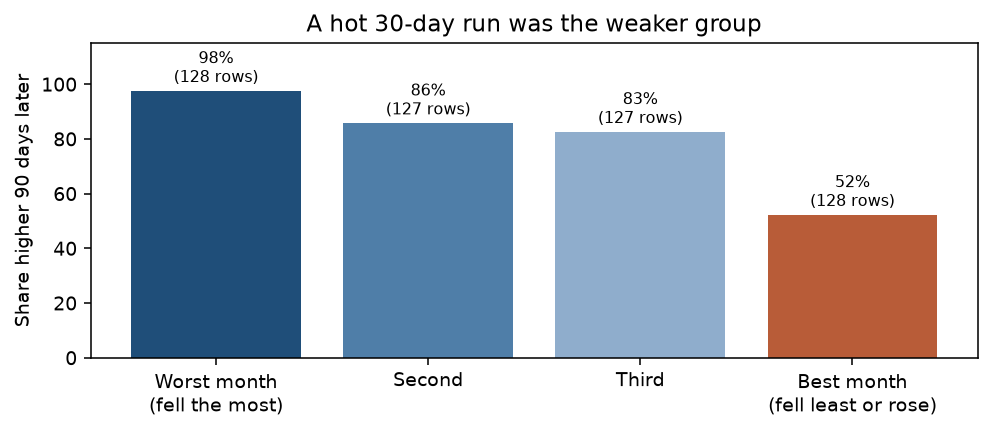 A hot 30-day run was the weaker group
Share higher 90 days later
100
80
60
40
20
0
98%
(128 rows)
86%
(127 rows)
83%
(127 rows)
52%
(128 rows)
Worst month
(fell the most)
Second
Third
Best month
(fell least or rose)